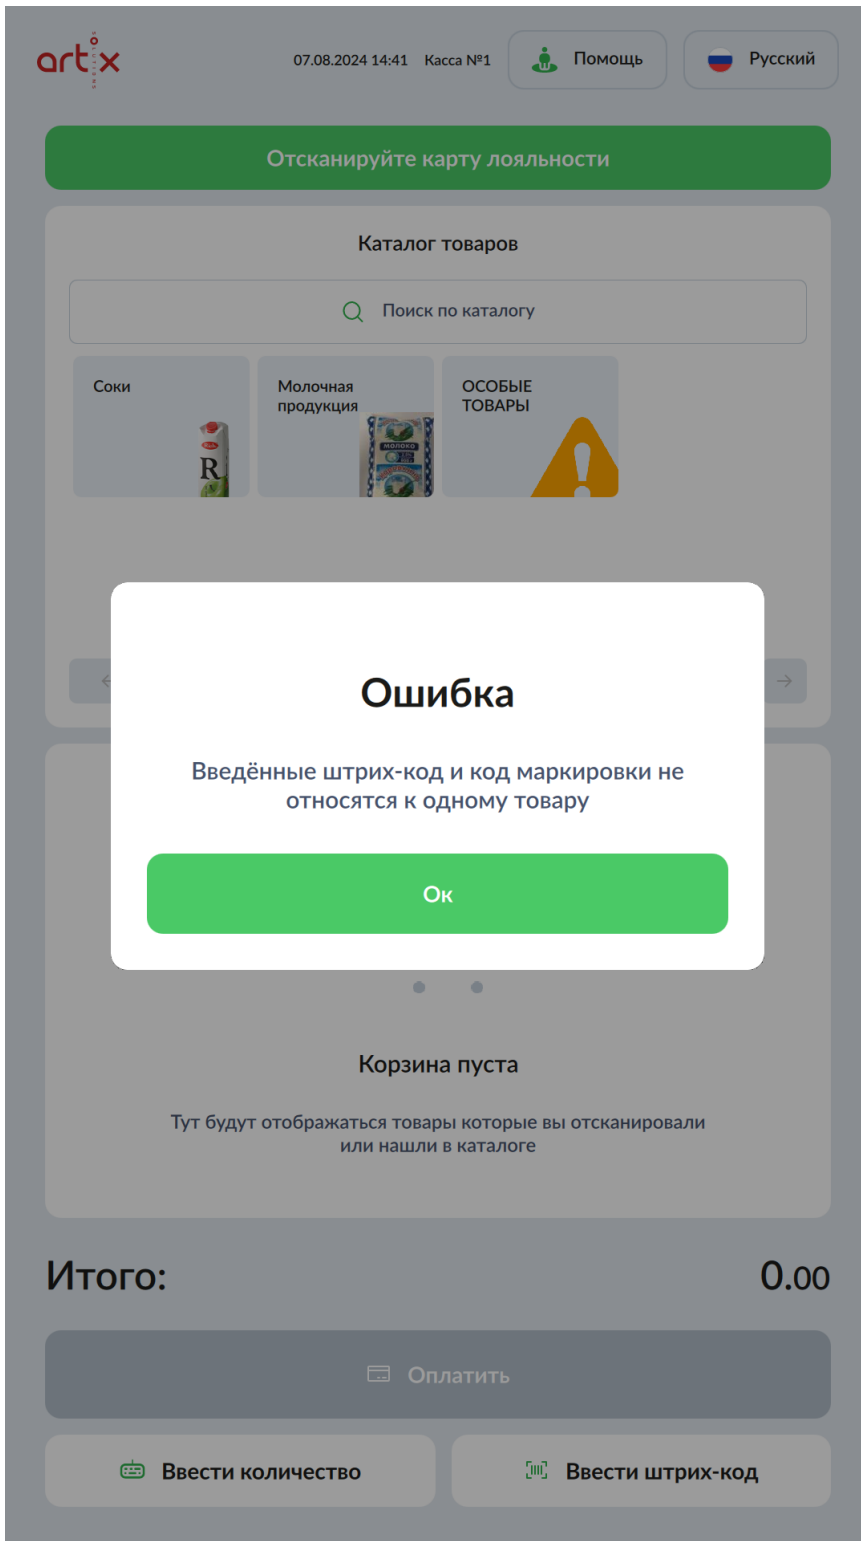 artix
07.08.2024 14:41
Касса №1
Помощь
Русский
Отсканируйте карту лояльности
Каталог товаров
Поиск по каталогу
Соки
Молочная
продукция
МОЛОКО
R
ОСОБЫЕ
ТОВАРЫ
Ошибка
Введённые штрих-код и код маркировки не
относятся к одному товару
Ок
Корзина пуста
Тут будут отображаться товары которые вы отсканировали
или нашли в каталоге
Итого:
0.00
Оплатить
Ввести количество
Ввести штрих-код